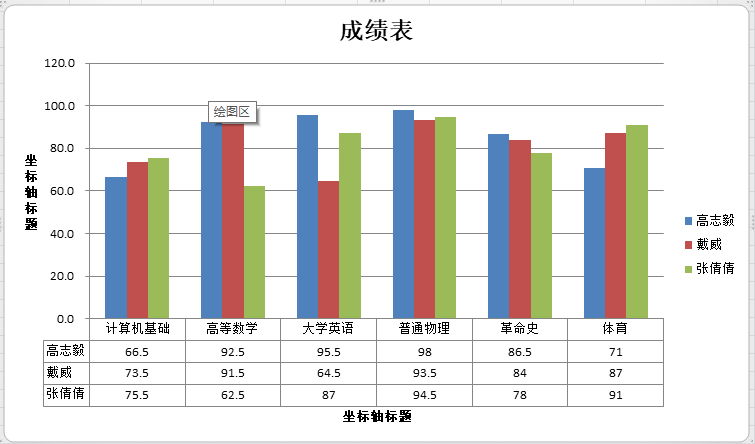 成绩表
120.0
100.0
80.0
60.0
40.0
20.0
0.0
坐标轴标题
绘图区
高志毅
戴威
张倩倩
计算机基础 高等数学 大学英语 普通物理 革命史 体育
高志毅 66.5 92.5 95.5 98 86.5 71
戴威 73.5 91.5 64.5 93.5 84 87
张倩倩 75.5 62.5 87 94.5 78 91
坐标轴标题